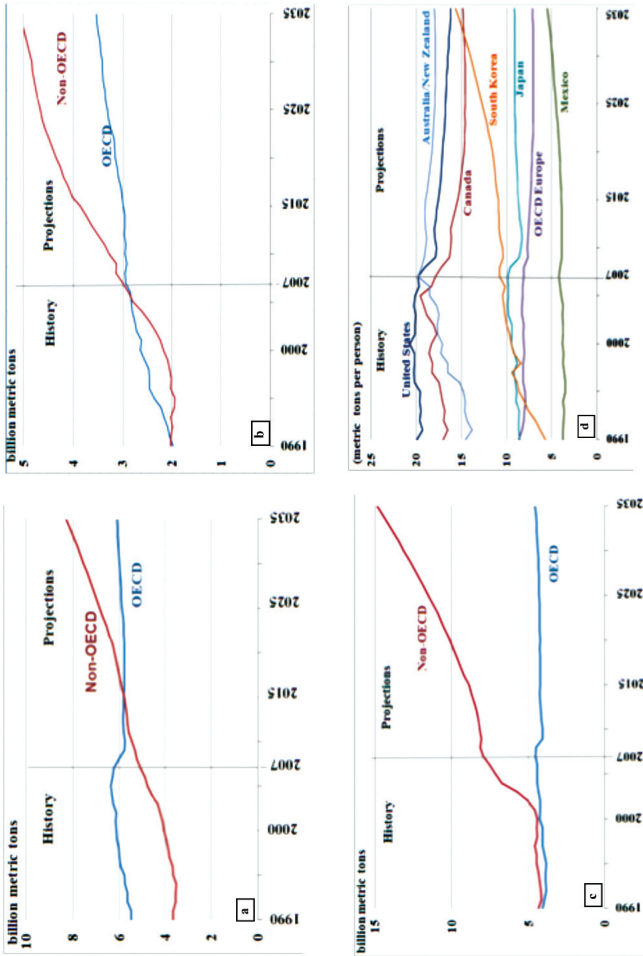 billion metric tons
10
8
6
4
2
0
History
Projections
Non-OECD
OECD
a
1990
2000
2007
2015
2025
2035
billion metric tons
5
4
3
2
1
0
History
Projections
Non-OECD
OECD
b
1990
2000
2007
2015
2025
2035
billion metric tons
15
10
5
0
History
Projections
Non-OECD
OECD
c
1990
2000
2007
2015
2025
2035
(metric tons per person)
25
20
15
10
5
0
History
Projections
United States
Australia/New Zealand
Canada
South Korea
Japan
OECD Europe
Mexico
d
1990
2000
2007
2015
2025
2035